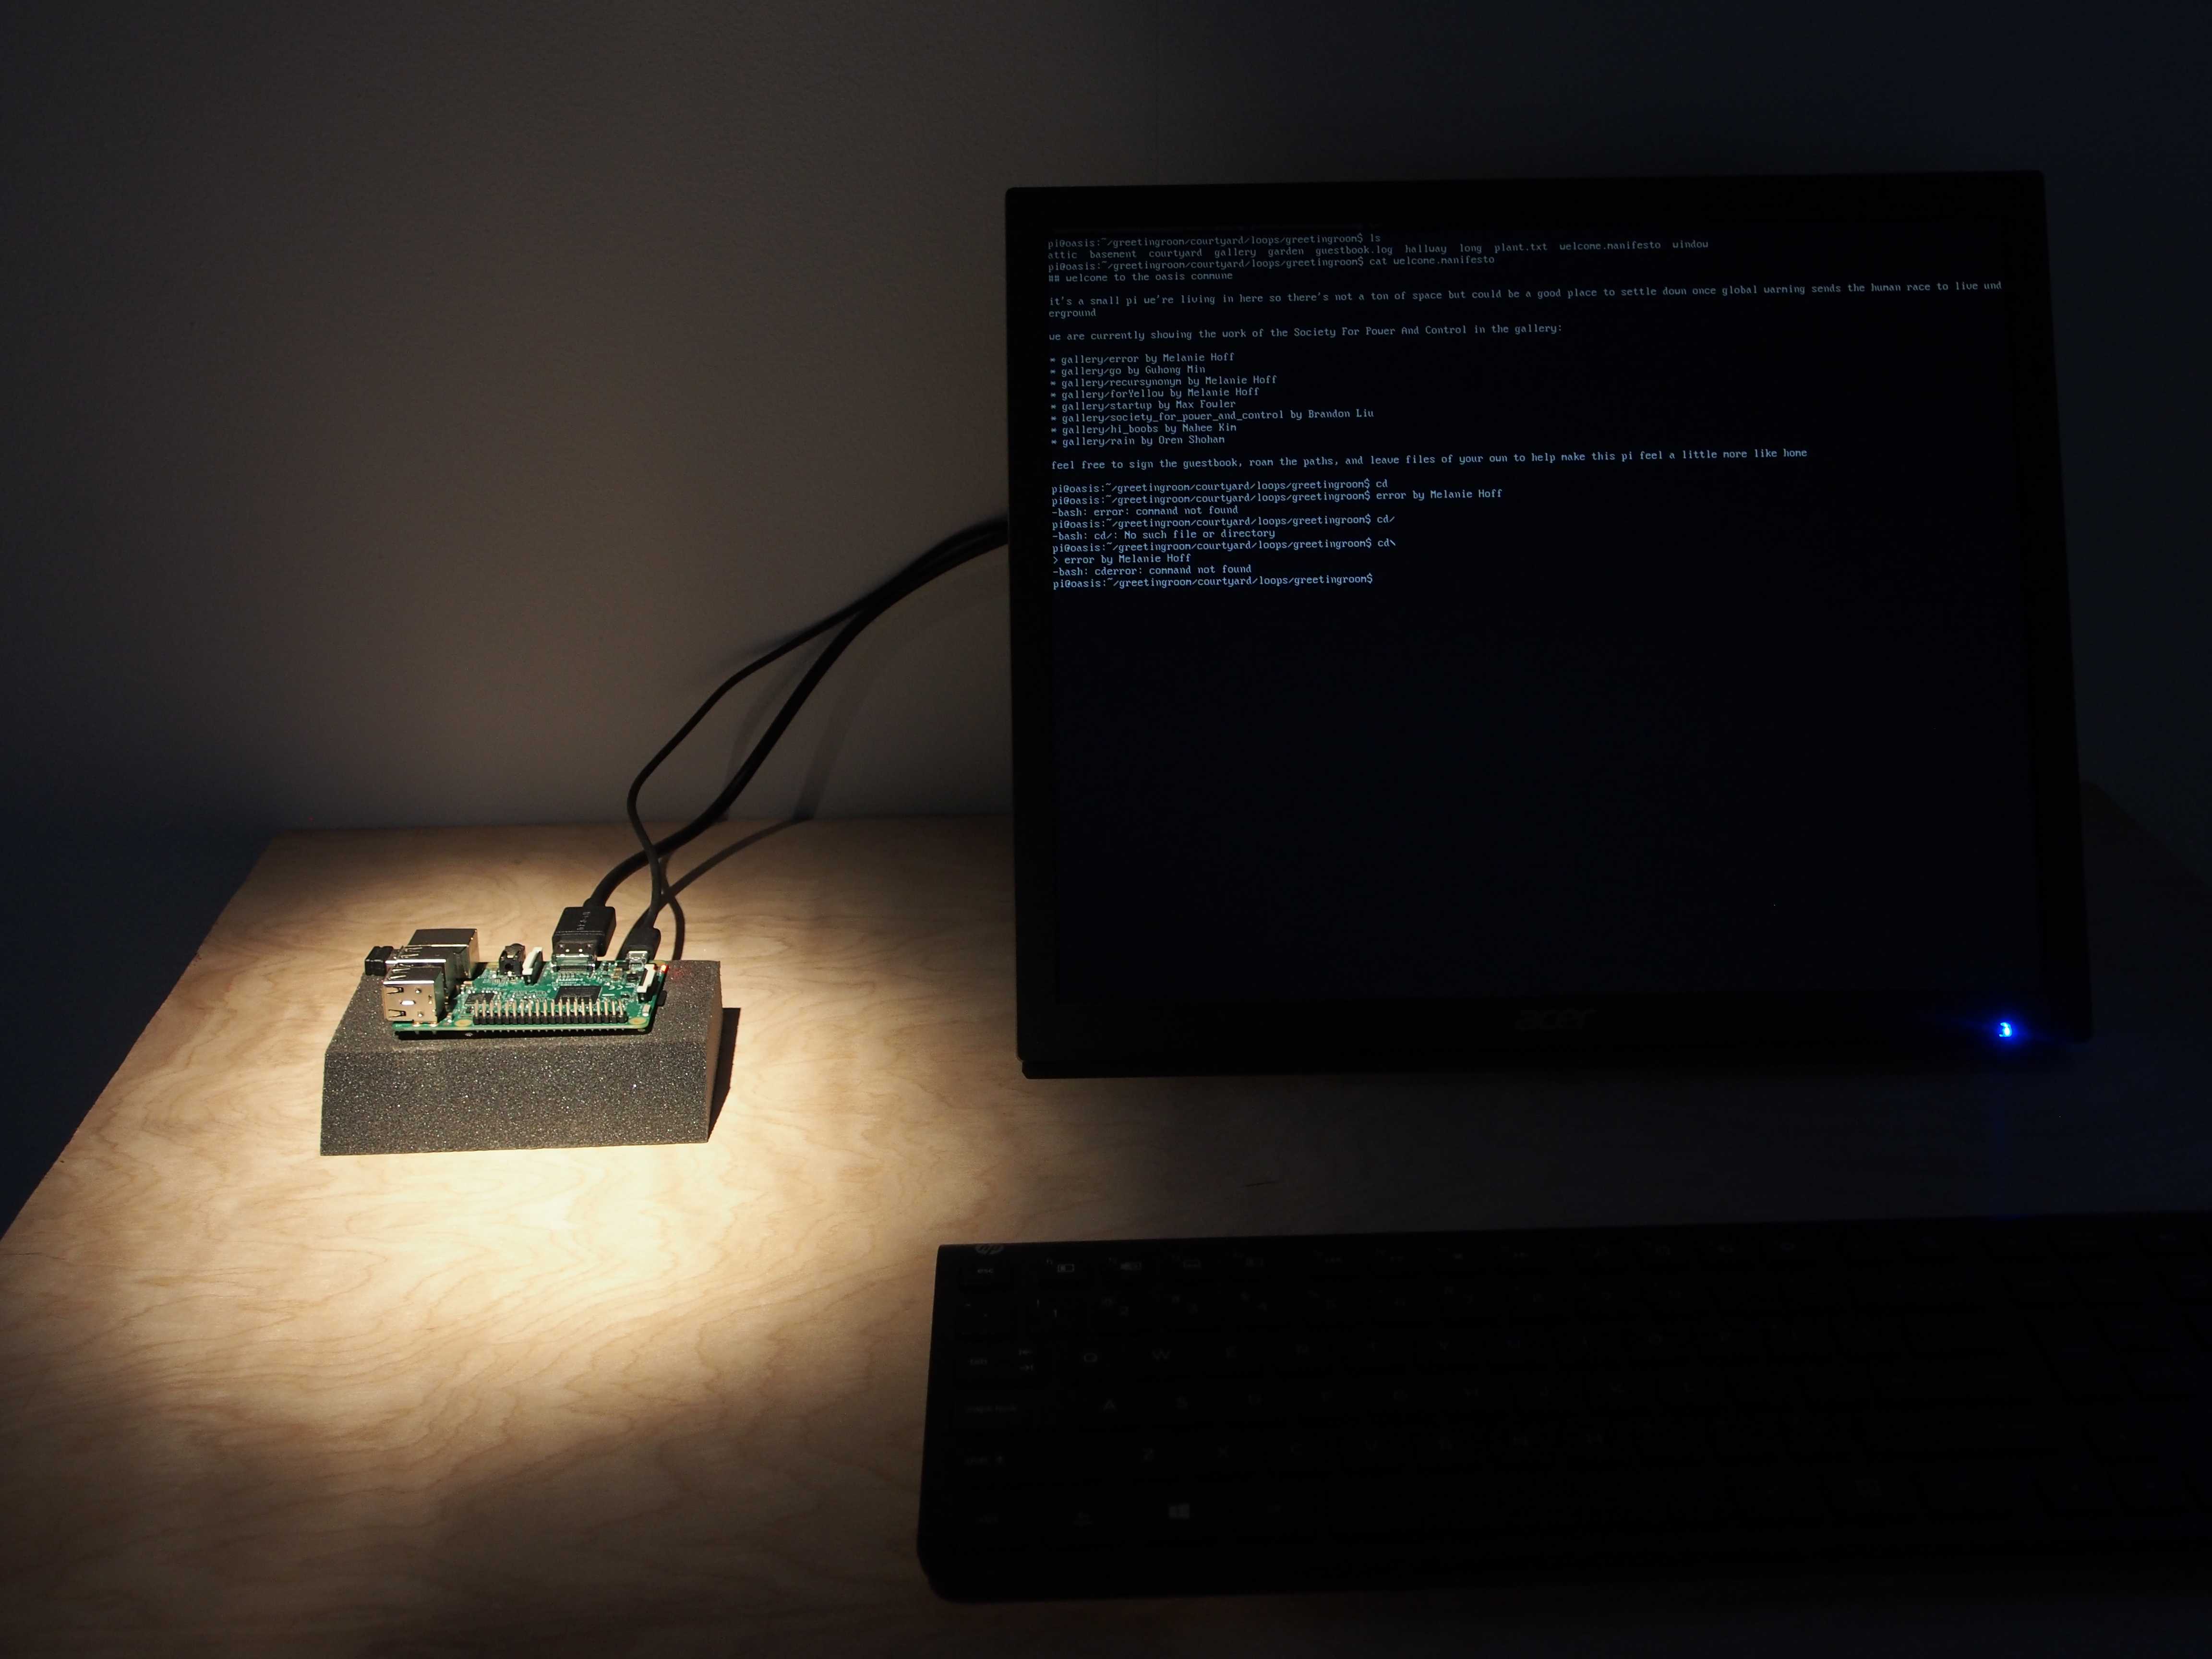 pi@oasis:~/greetingroom/courtyard/loops/greetingroom$ ls
attic  basement  courtyard  gallery  garden  guestbook.log  hallway  long  plant.txt  welcome.manifesto  window
pi@oasis:~/greetingroom/courtyard/loops/greetingroom$ cat welcome.manifesto
## welcome to the oasis commune
it's a small pi we're living in here so there's not a ton of space but could be a good place to settle down once global warming sends the human race to live und
erground
we are currently showing the work of the Society For Power And Control in the gallery:
* gallery/error by Melanie Hoff
* gallery/go by Guhong Min
* gallery/recursynonym by Melanie Hoff
* gallery/forYellow by Melanie Hoff
* gallery/startup by Max Fowler
* gallery/society_for_power_and_control by Brandon Liu
* gallery/hi_boobs by Nahee Kim
* gallery/rain by Oren Shoham
feel free to sign the guestbook, roam the paths, and leave files of your own to help make this pi feel a little more like home
pi@oasis:~/greetingroom/courtyard/loops/greetingroom$ cd
pi@oasis:~/greetingroom/courtyard/loops/greetingroom$ error by Melanie Hoff
-bash: error: command not found
pi@oasis:~/greetingroom/courtyard/loops/greetingroom$ cd/
-bash: cd/: No such file or directory
pi@oasis:~/greetingroom/courtyard/loops/greetingroom$ cd\
> error by Melanie Hoff
-bash: cderror: command not found
pi@oasis:~/greetingroom/courtyard/loops/greetingroom$
acer
hp
esc
Q W
A
Z X